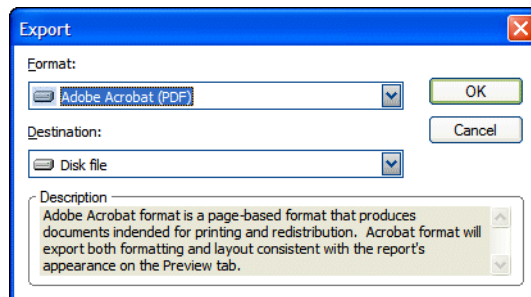 Export
Format:
Adobe Acrobat (PDF)
OK
Destination:
Cancel
Disk file
Description
Adobe Acrobat format is a page-based format that produces
documents indended for printing and redistribution. Acrobat format will
export both formatting and layout consistent with the report's
appearance on the Preview tab.